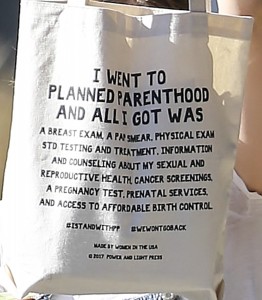 I WENT TO
PLANNED PARENTHOOD
AND ALL I GOT WAS
A BREAST EXAM, A PAP SMEAR, PHYSICAL EXAM
STD TESTING AND TREATMENT, INFORMATION
AND COUNSELING ABOUT MY SEXUAL AND
REPRODUCTIVE HEALTH, CANCER SCREENINGS,
A PREGNANCY TEST, PRENATAL SERVICES,
AND ACCESS TO AFFORDABLE BIRTH CONTROL.
#ISTANDWITHPP #WEWONTGOBACK
MADE BY WOMEN IN THE USA
© 2017 POWER AND LIGHT PRESS